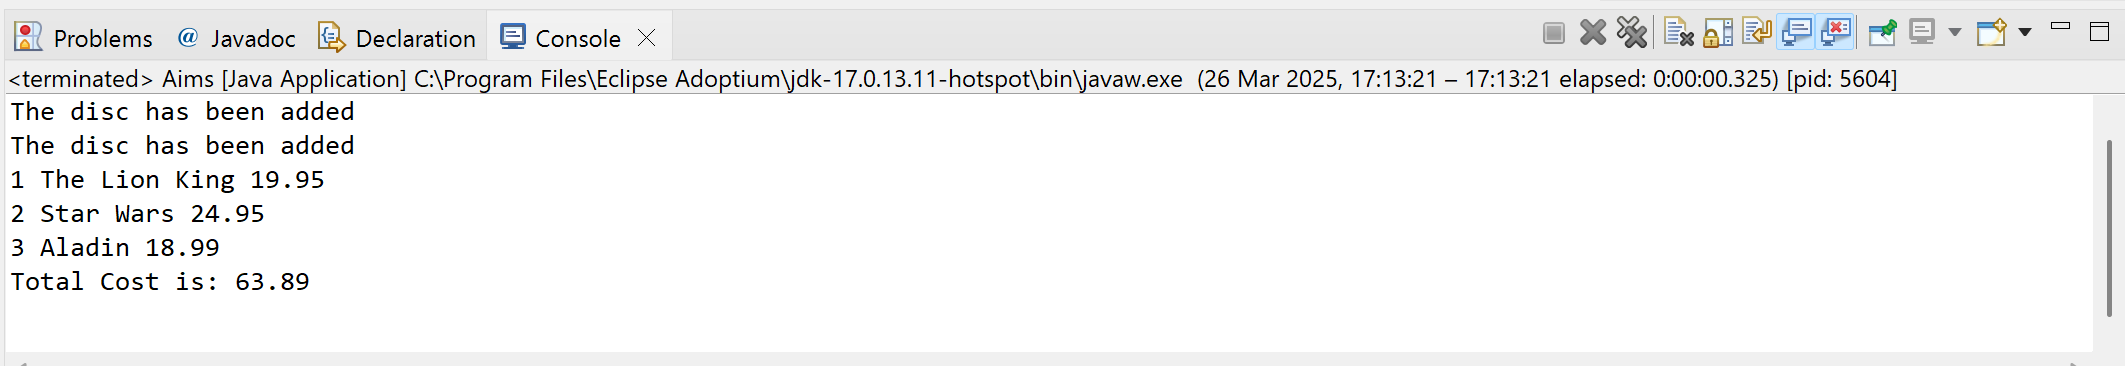 Problems @ Javadoc Declaration Console
<terminated> Aims [Java Application] C:\Program Files\Eclipse Adoptium\jdk-17.0.13.11-hotspot\bin\javaw.exe (26 Mar 2025, 17:13:21 – 17:13:21 elapsed: 0:00:00.325) [pid: 5604]
The disc has been added
The disc has been added
1 The Lion King 19.95
2 Star Wars 24.95
3 Aladin 18.99
Total Cost is: 63.89